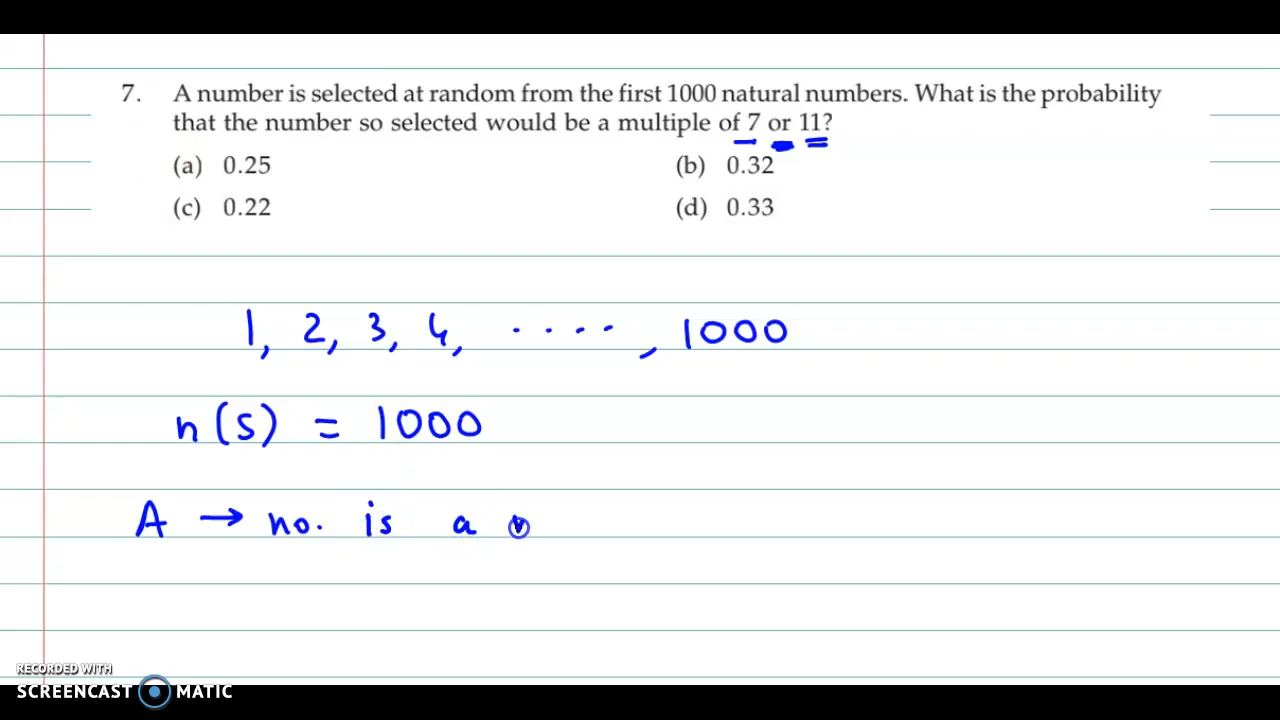 7. A number is selected at random from the first 1000 natural numbers. What is the probability
that the number so selected would be a multiple of 7 or 11?
(a) 0.25 (b) 0.32
(c) 0.22 (d) 0.33
1, 2, 3, 4, ...., 1000
n(S) = 1000
A → no. is a
RECORDED WITH
SCREENCAST MATIC